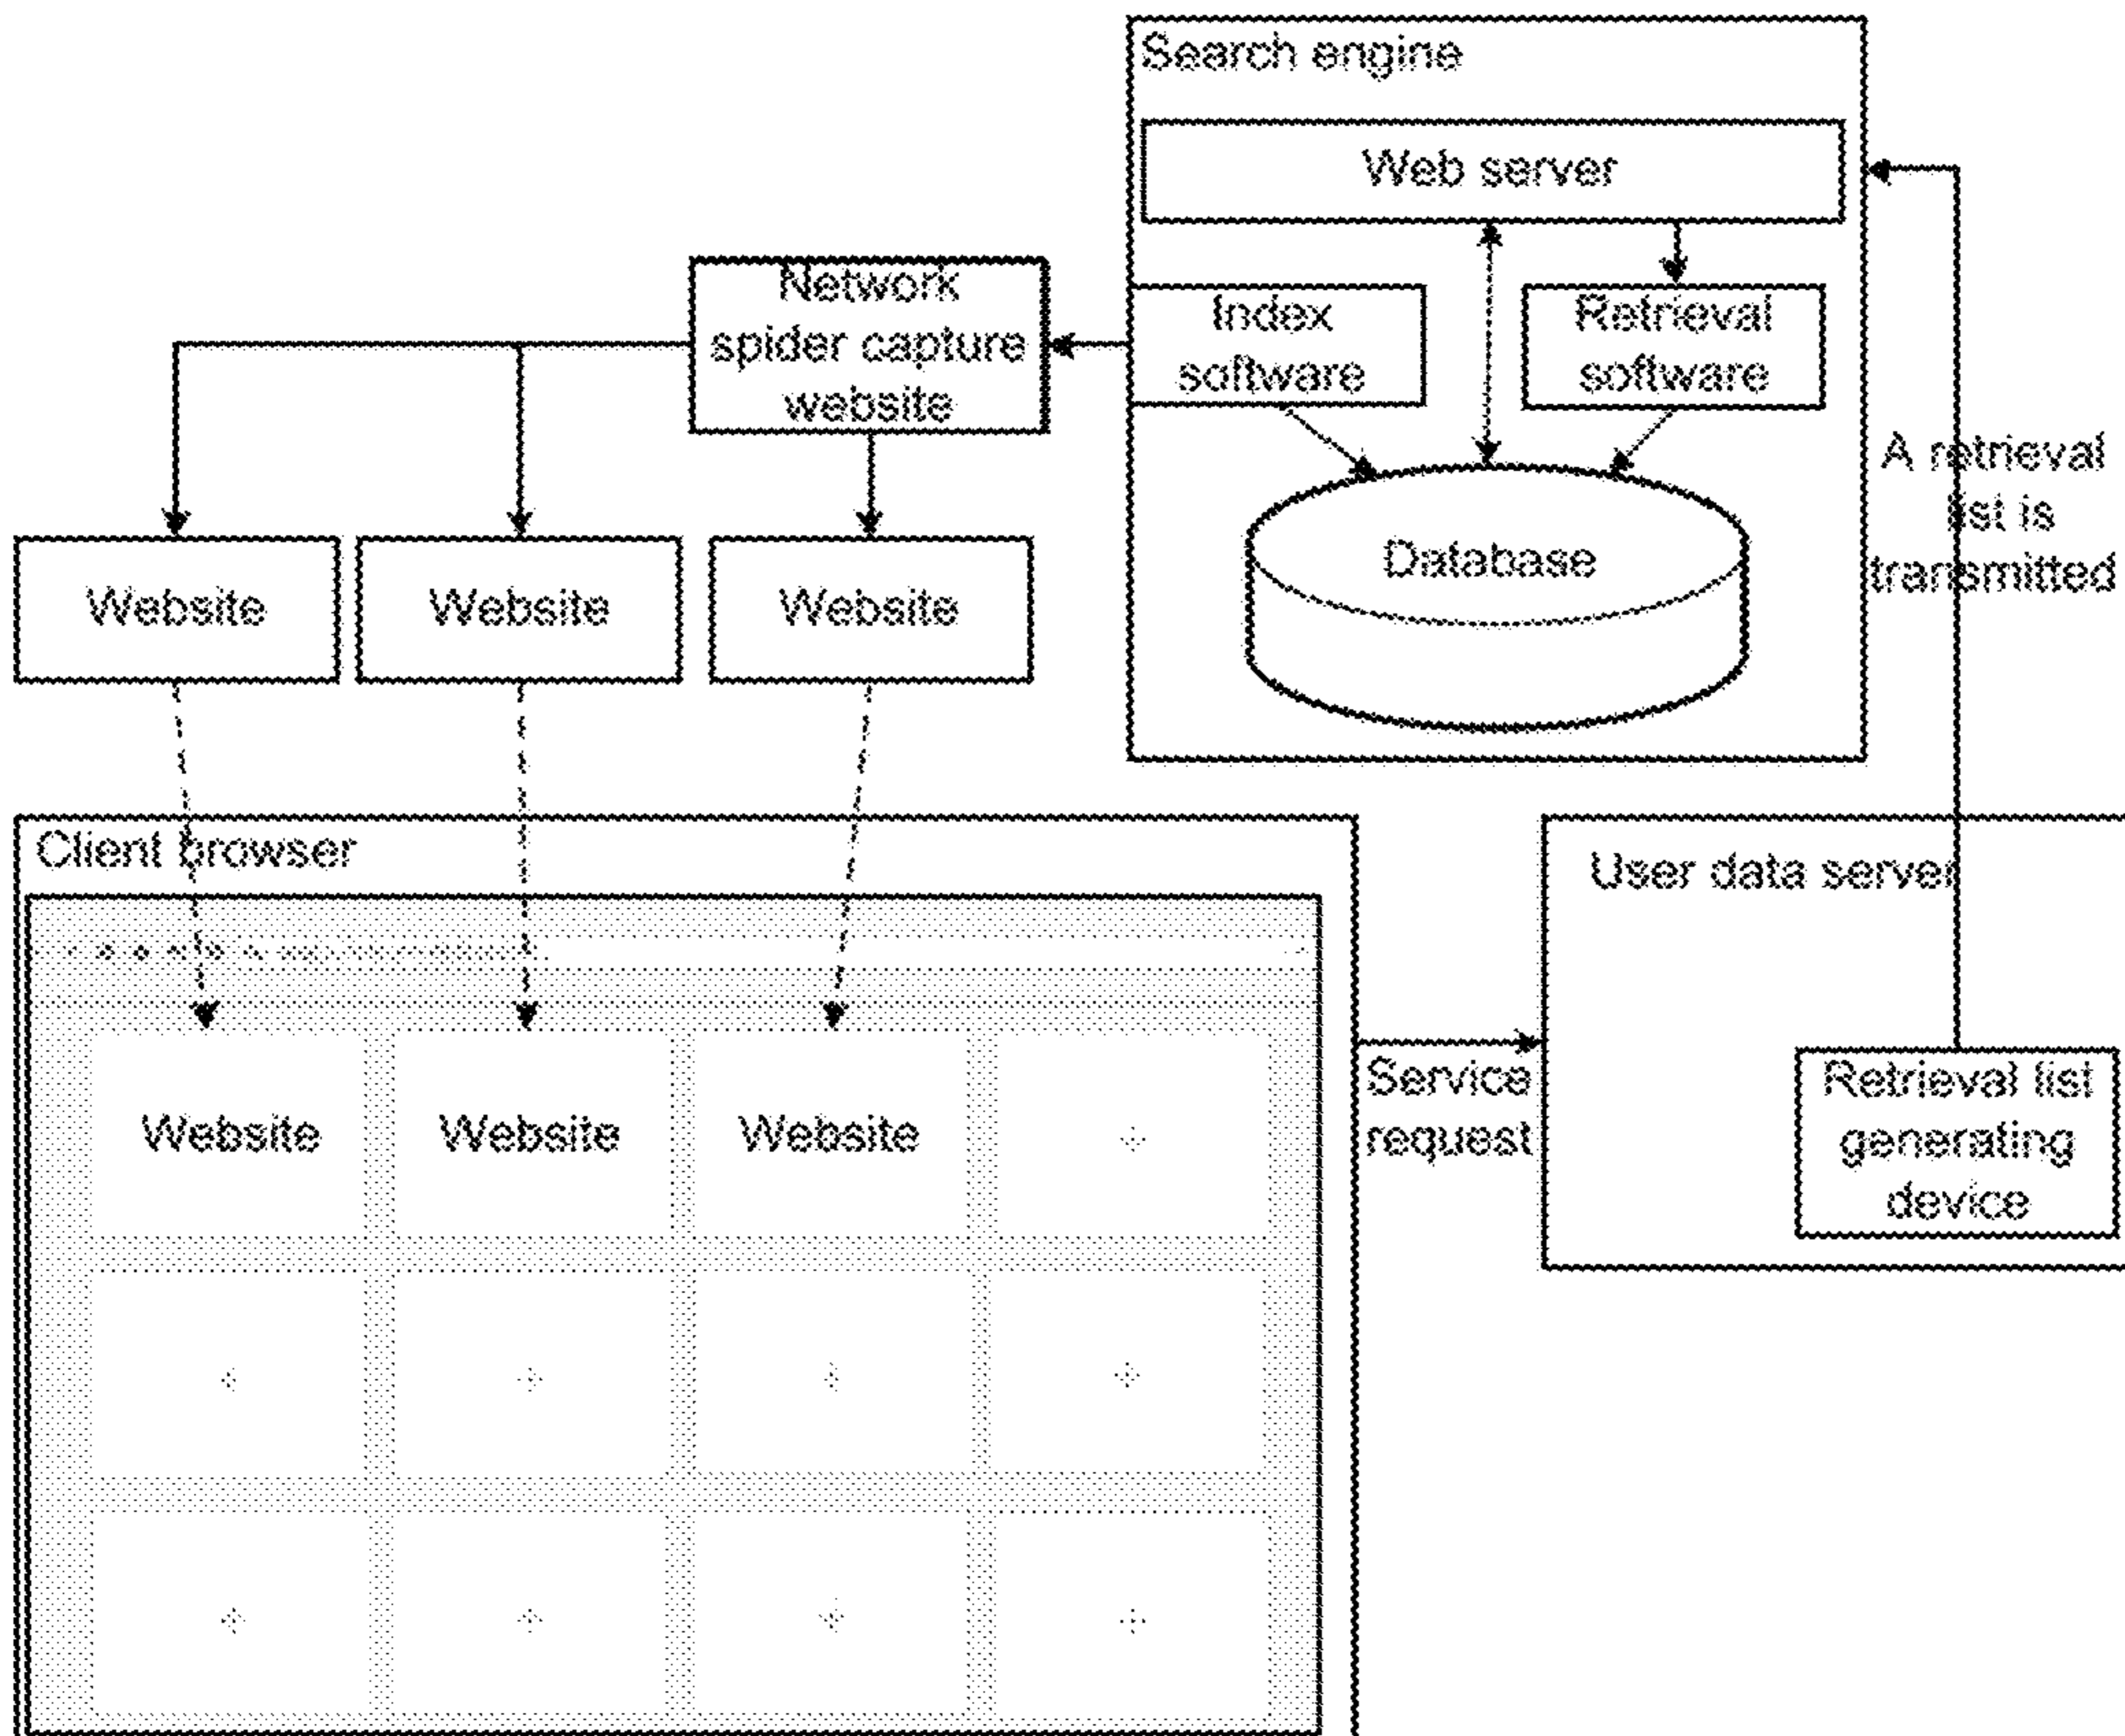 Search engine
Web server
Network
spider capture
website
Index
software
Retrieval
software
A retrieval
list is
transmitted
Database
Website
Website
Website
Client browser
User data server
Service
request
Website
Website
Website
Retrieval list
generating
device